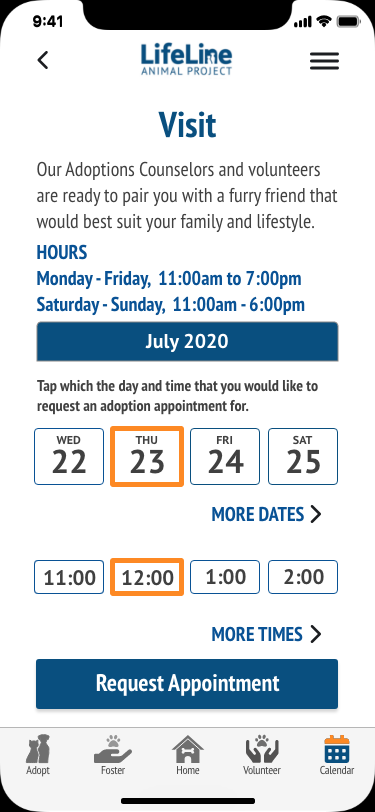 9:41
LifeLine
ANIMAL PROJECT
Visit
Our Adoptions Counselors and volunteers
are ready to pair you with a furry friend that
would best suit your family and lifestyle.
HOURS
Monday - Friday, 11:00am to 7:00pm
Saturday - Sunday, 11:00am - 6:00pm
July 2020
Tap which the day and time that you would like to
request an adoption appointment for.
WED THU FRI SAT
22 23 24 25
MORE DATES
11:00 12:00 1:00 2:00
MORE TIMES
Request Appointment
Adopt Foster Home Volunteer Calendar